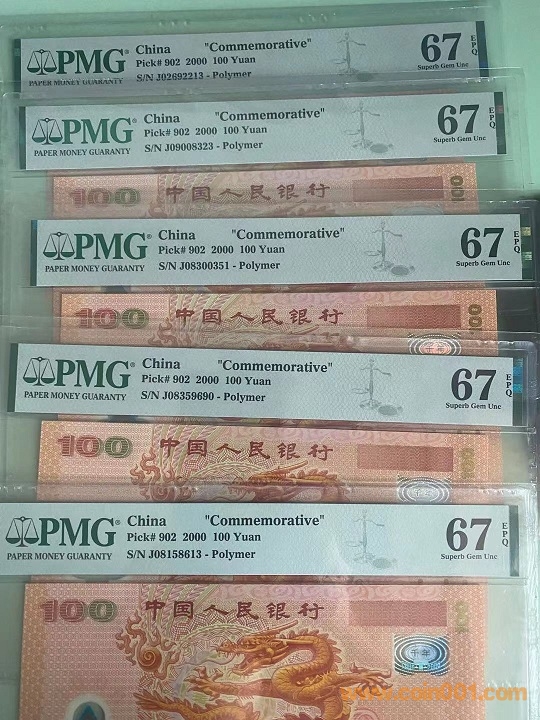 PMG®
PAPER MONEY GUARANTY
China "Commemorative"
Pick# 902 2000 100 Yuan
S/N J02692213 - Polymer
67
EPQ
Superb Gem Unc
PMG®
PAPER MONEY GUARANTY
China "Commemorative"
Pick# 902 2000 100 Yuan
S/N J09008323 - Polymer
67
EPQ
Superb Gem Unc
100 中国人民银行 100
PMG®
PAPER MONEY GUARANTY
China "Commemorative"
Pick# 902 2000 100 Yuan
S/N J08300351 - Polymer
67
EPQ
Superb Gem Unc
100 中国人民银行 100
PMG®
PAPER MONEY GUARANTY
China "Commemorative"
Pick# 902 2000 100 Yuan
S/N J08359690 - Polymer
67
EPQ
Superb Gem Unc
100 中国人民银行 100
PMG®
PAPER MONEY GUARANTY
China "Commemorative"
Pick# 902 2000 100 Yuan
S/N J08158613 - Polymer
67
EPQ
Superb Gem Unc
100 中国人民银行 100
千年
www.coin001.com